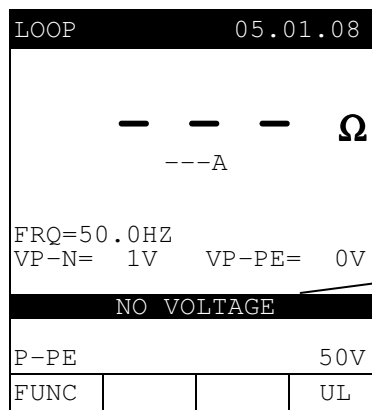 LOOP 05.01.08
– – – Ω
---A
FRQ=50.0HZ
VP-N= 1V VP-PE= 0V
NO VOLTAGE
P-PE 50V
FUNC UL